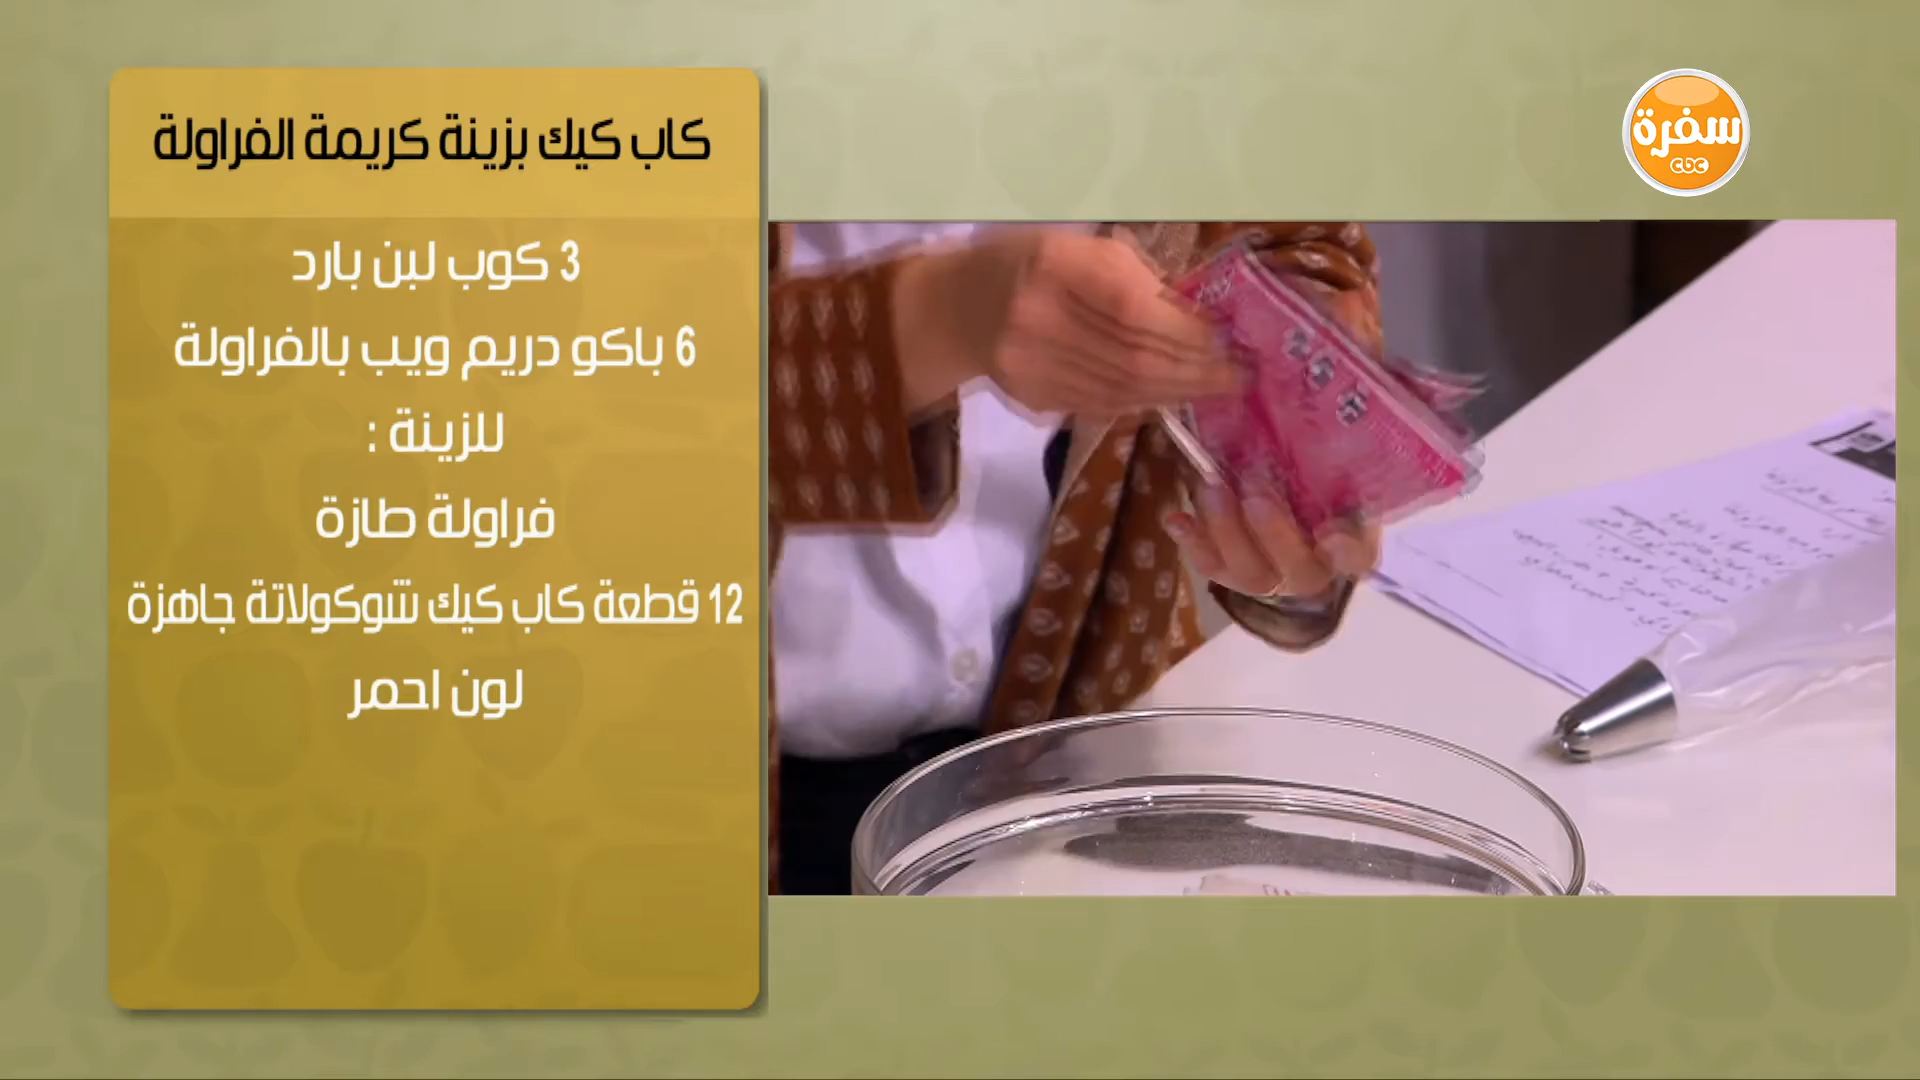 كاب كيك بزينة كريمة الفراولة
3 كوب لبن بارد
6 باكو دريم ويب بالفراولة
للزينة :
فراولة طازة
12 قطعة كاب كيك شوكولاتة جاهزة
لون احمر
سفرة
cbc